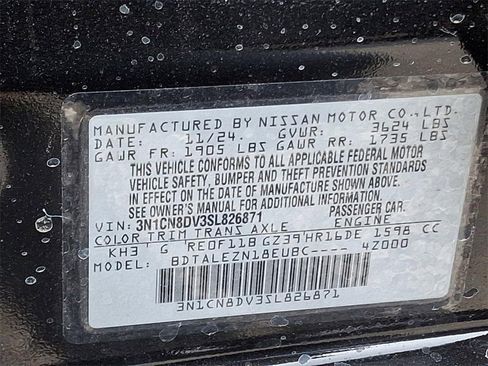 MANUFACTURED BY NISSAN MOTOR CO., LTD.
DATE: 11/24. GVWR: 3624 LBS
GAWR FR: 1905 LBS GAWR RR: 1735 LBS
THIS VEHICLE CONFORMS TO ALL APPLICABLE FEDERAL MOTOR
VEHICLE SAFETY, BUMPER AND THEFT PREVENTION STANDARDS
IN EFFECT ON THE DATE OF MANUFACTURE SHOWN ABOVE.
SEE OWNER'S MANUAL FOR ADDITIONAL INFORMATION.
VIN: 3N1CN8DV3SL826871 PASSENGER CAR.
COLOR TRIM TRANS AXLE ENGINE
KH3 G RE0F11B GZ39 HR16DE 1598 CC
MODEL: BDTALEZN18EUBC---- 4Z000
3N1CN8DV3SL826871